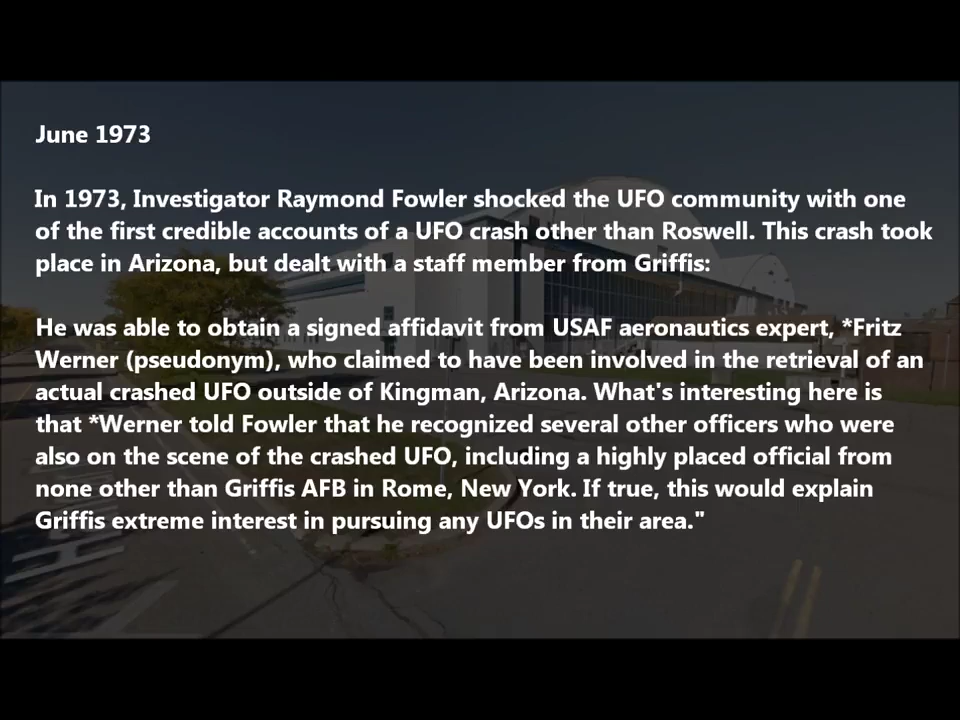 June 1973
In 1973, Investigator Raymond Fowler shocked the UFO community with one
of the first credible accounts of a UFO crash other than Roswell. This crash took
place in Arizona, but dealt with a staff member from Griffis:
He was able to obtain a signed affidavit from USAF aeronautics expert, *Fritz
Werner (pseudonym), who claimed to have been involved in the retrieval of an
actual crashed UFO outside of Kingman, Arizona. What's interesting here is
that *Werner told Fowler that he recognized several other officers who were
also on the scene of the crashed UFO, including a highly placed official from
none other than Griffis AFB in Rome, New York. If true, this would explain
Griffis extreme interest in pursuing any UFOs in their area."